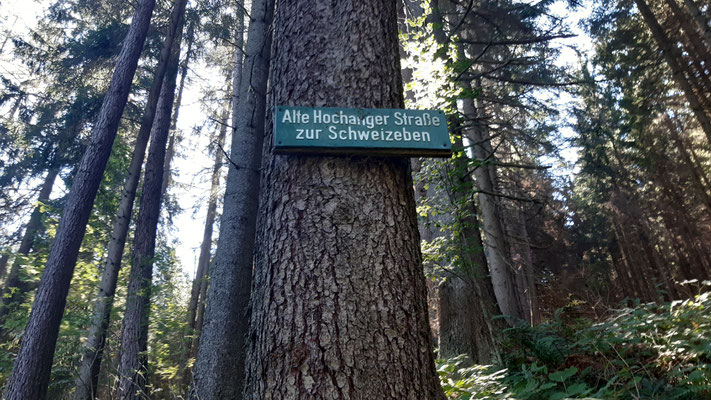 Alte Hochanger Straße
zur Schweizeben